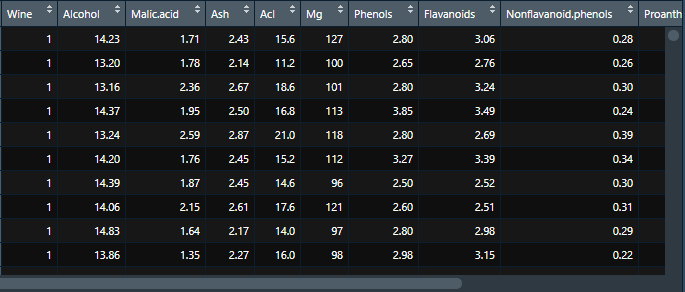 Wine Alcohol Malic.acid Ash Acl Mg Phenols Flavanoids Nonflavanoid.phenols Proanth
1 14.23 1.71 2.43 15.6 127 2.80 3.06 0.28
1 13.20 1.78 2.14 11.2 100 2.65 2.76 0.26
1 13.16 2.36 2.67 18.6 101 2.80 3.24 0.30
1 14.37 1.95 2.50 16.8 113 3.85 3.49 0.24
1 13.24 2.59 2.87 21.0 118 2.80 2.69 0.39
1 14.20 1.76 2.45 15.2 112 3.27 3.39 0.34
1 14.39 1.87 2.45 14.6 96 2.50 2.52 0.30
1 14.06 2.15 2.61 17.6 121 2.60 2.51 0.31
1 14.83 1.64 2.17 14.0 97 2.80 2.98 0.29
1 13.86 1.35 2.27 16.0 98 2.98 3.15 0.22